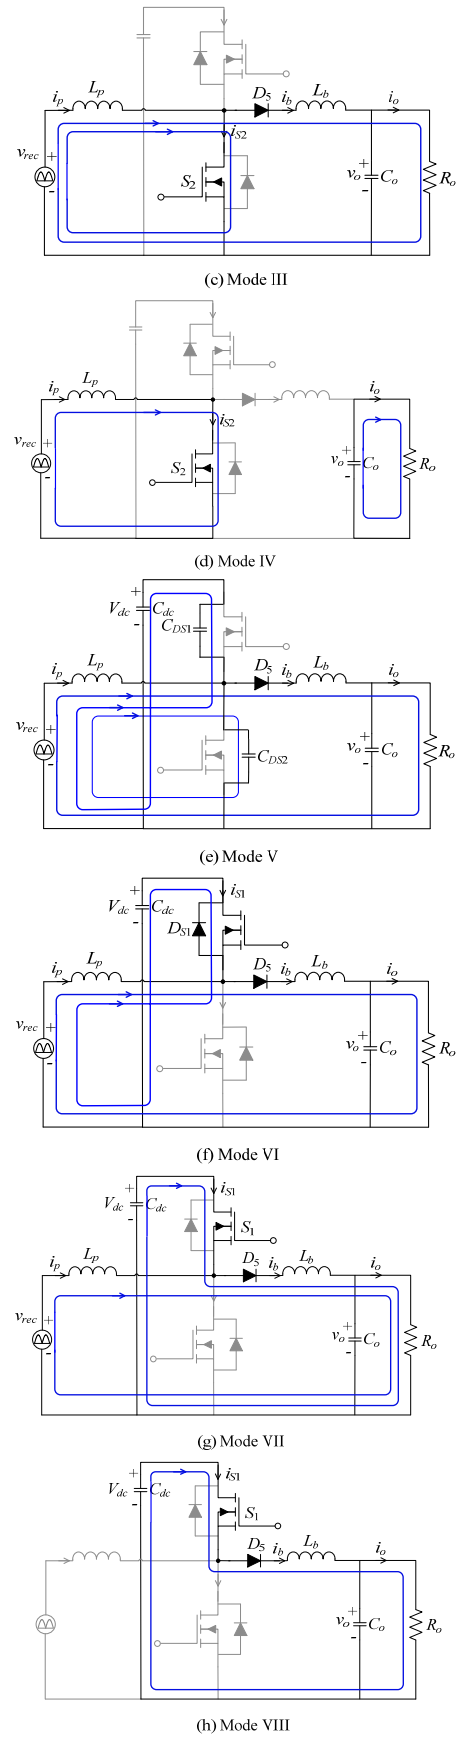 i_p L_p D_5 i_b L_b i_o
i_S2
v_rec + - S_2 v_o + - C_o R_o
(c) Mode III
i_p L_p i_o
i_S2
v_rec + - S_2 v_o + - C_o R_o
(d) Mode IV
V_dc + - C_dc C_DS1
i_p L_p D_5 i_b L_b i_o
v_rec + - C_DS2 v_o + - C_o R_o
(e) Mode V
i_S1
V_dc + - C_dc D_S1
i_p L_p D_5 i_b L_b i_o
v_rec + - v_o + - C_o R_o
(f) Mode VI
i_S1
V_dc + - C_dc S_1
i_p L_p D_5 i_b L_b i_o
v_rec + - v_o + - C_o R_o
(g) Mode VII
i_S1
V_dc + - C_dc S_1
D_5 i_b L_b i_o
v_o + - C_o R_o
(h) Mode VIII